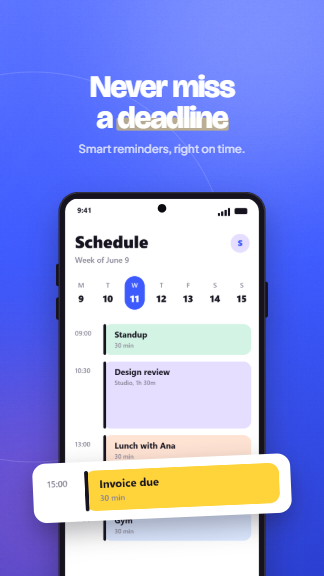 Never miss
a deadline
Smart reminders, right on time.
9:41
Schedule
S
Week of June 9
M T W T F S S
9 10 11 12 13 14 15
09:00
Standup
30 min
10:30
Design review
Studio, 1h 30m
13:00
Lunch with Ana
15:00
Invoice due
30 min
Gym
30 min